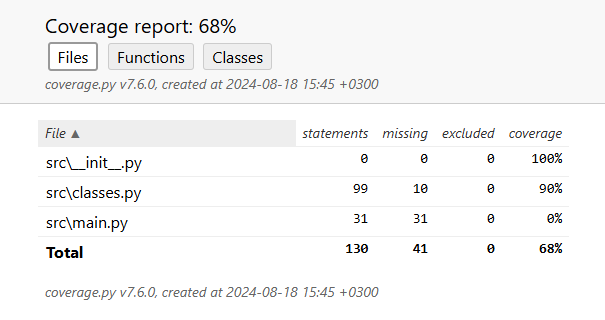 Coverage report: 68%
Files Functions Classes
coverage.py v7.6.0, created at 2024-08-18 15:45 +0300
File ▲ statements missing excluded coverage
src\__init__.py 0 0 0 100%
src\classes.py 99 10 0 90%
src\main.py 31 31 0 0%
Total 130 41 0 68%
coverage.py v7.6.0, created at 2024-08-18 15:45 +0300